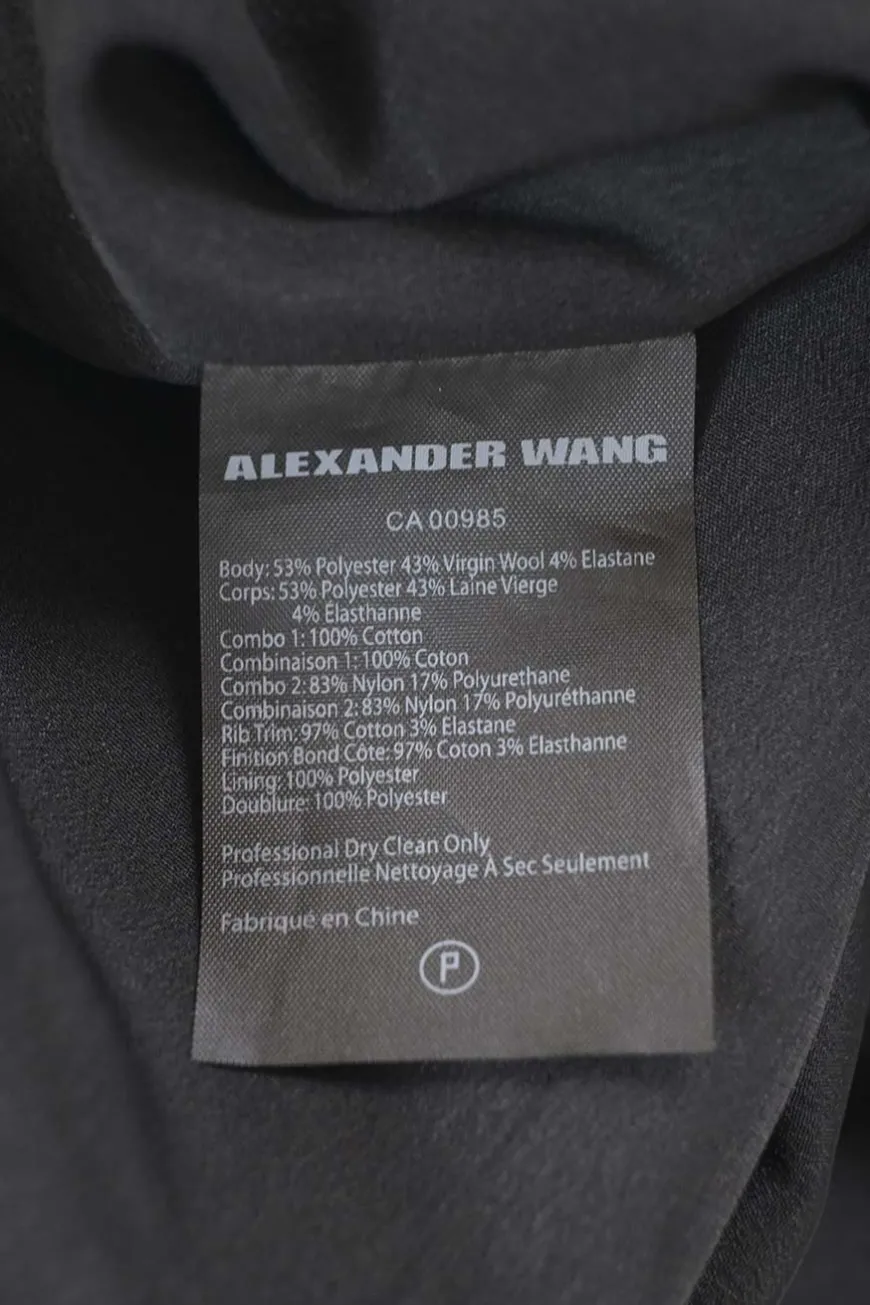 ALEXANDER WANG
CA 00985
Body: 53% Polyester 43% Virgin Wool 4% Elastane
Corps: 53% Polyester 43% Laine Vierge
4% Élasthanne
Combo 1: 100% Cotton
Combinaison 1: 100% Coton
Combo 2: 83% Nylon 17% Polyurethane
Combinaison 2: 83% Nylon 17% Polyuréthanne
Rib Trim: 97% Cotton 3% Elastane
Finition Bond Côte: 97% Coton 3% Elasthanne
Lining: 100% Polyester
Doublure: 100% Polyester
Professional Dry Clean Only
Professionnelle Nettoyage À Sec Seulement
Fabriqué en Chine
P